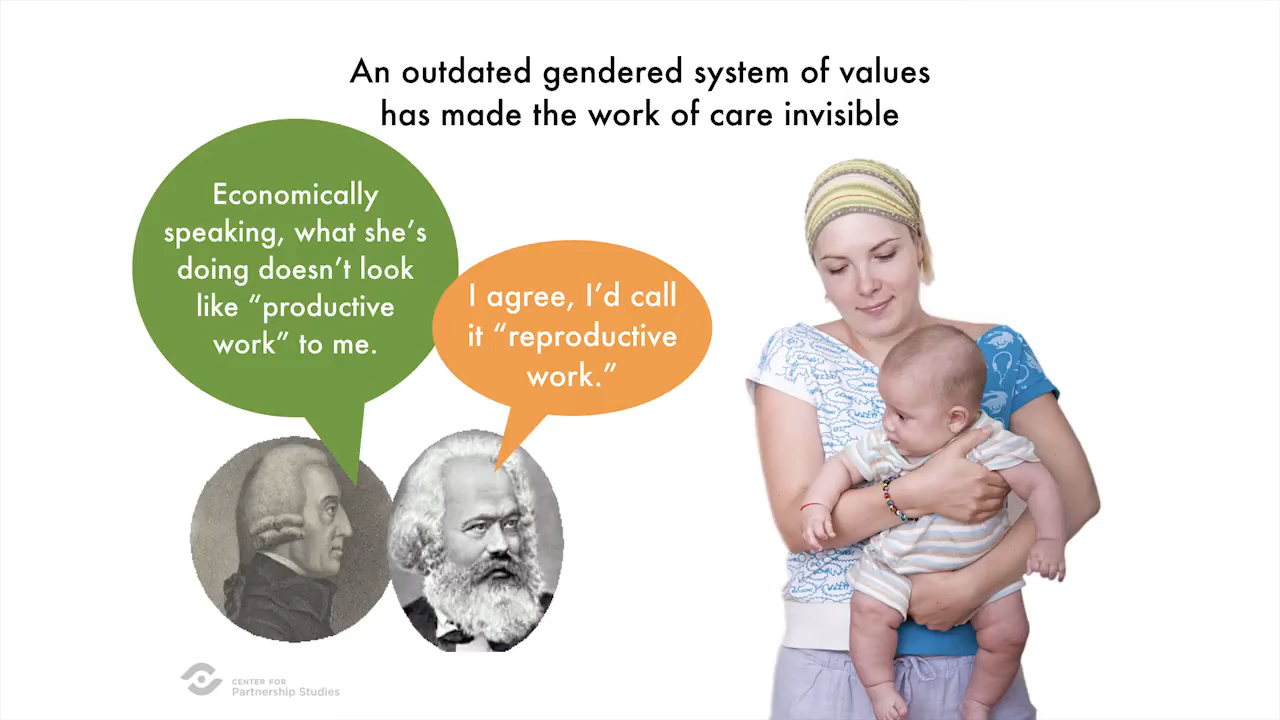 An outdated gendered system of values
has made the work of care invisible
Economically
speaking, what she’s
doing doesn’t look
like “productive
work” to me.
I agree, I’d call
it “reproductive
work.”
CENTER FOR
Partnership Studies